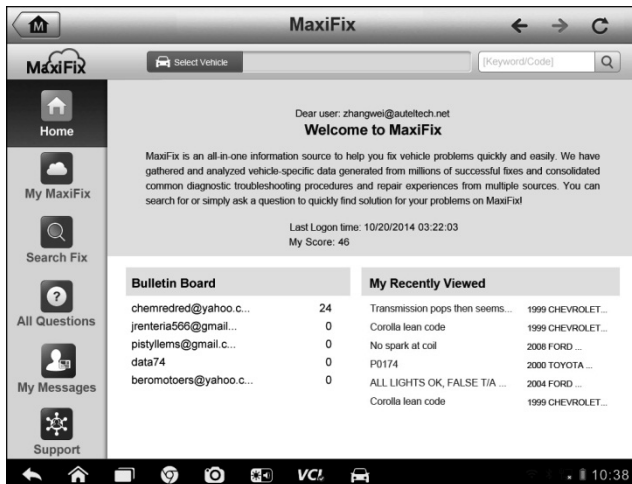 M
MaxiFix
MaxiFix
Select Vehicle
[Keyword/Code]
Home
My MaxiFix
Search Fix
?
All Questions
My Messages
Support
Dear user: zhangwei@auteltech.net
Welcome to MaxiFix
MaxiFix is an all-in-one information source to help you fix vehicle problems quickly and easily. We have
gathered and analyzed vehicle-specific data generated from millions of successful fixes and consolidated
common diagnostic troubleshooting procedures and repair experiences from multiple sources. You can
search for or simply ask a question to quickly find solution for your problems on MaxiFix!
Last Logon time: 10/20/2014 03:22:03
My Score: 46
Bulletin Board
chemredred@yahoo.c... 24
jrenteria566@gmail... 0
pistyllems@gmail.c... 0
data74 0
beromotoers@yahoo.c... 0
My Recently Viewed
Transmission pops then seems... 1999 CHEVROLET...
Corolla lean code 1999 CHEVROLET...
No spark at coil 2008 FORD ...
P0174 2000 TOYOTA ...
ALL LIGHTS OK, FALSE T/A ... 2004 FORD ...
Corolla lean code 1999 CHEVROLET...
VCI
10:38